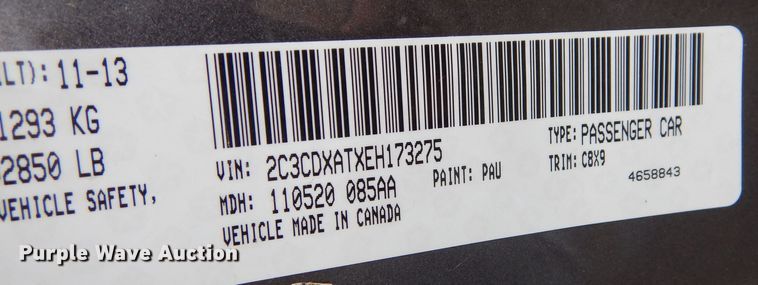 LT): 11-13
1293 KG
2850 LB
VEHICLE SAFETY,
VIN: 2C3CDXATXEH173275
TYPE: PASSENGER CAR
MDH: 110520 085AA
PAINT: PAU
TRIM: C8X9
4658843
VEHICLE MADE IN CANADA
Purple Wave Auction